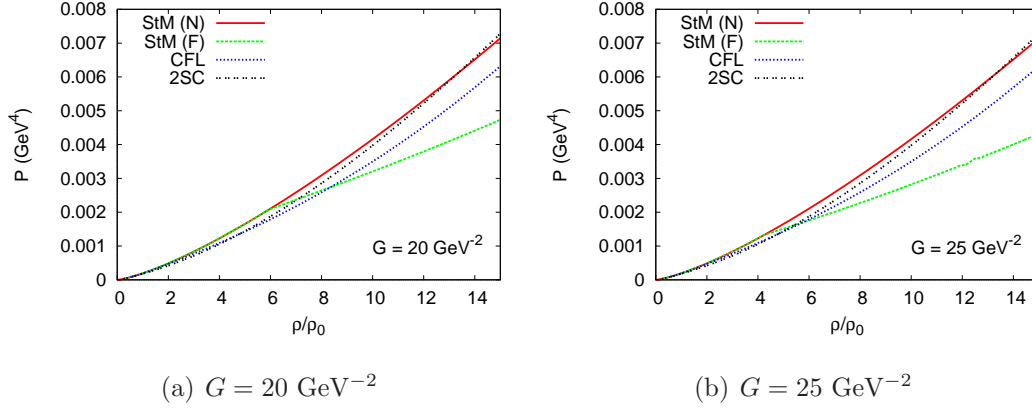 StM (N)
StM (F)
CFL
2SC
0.008
0.007
0.006
0.005
0.004
0.003
0.002
0.001
0
P (GeV⁴)
G = 20 GeV⁻²
0 2 4 6 8 10 12 14
ρ/ρ₀
(a) G = 20 GeV⁻²
StM (N)
StM (F)
CFL
2SC
0.008
0.007
0.006
0.005
0.004
0.003
0.002
0.001
0
P (GeV⁴)
G = 25 GeV⁻²
0 2 4 6 8 10 12 14
ρ/ρ₀
(b) G = 25 GeV⁻²